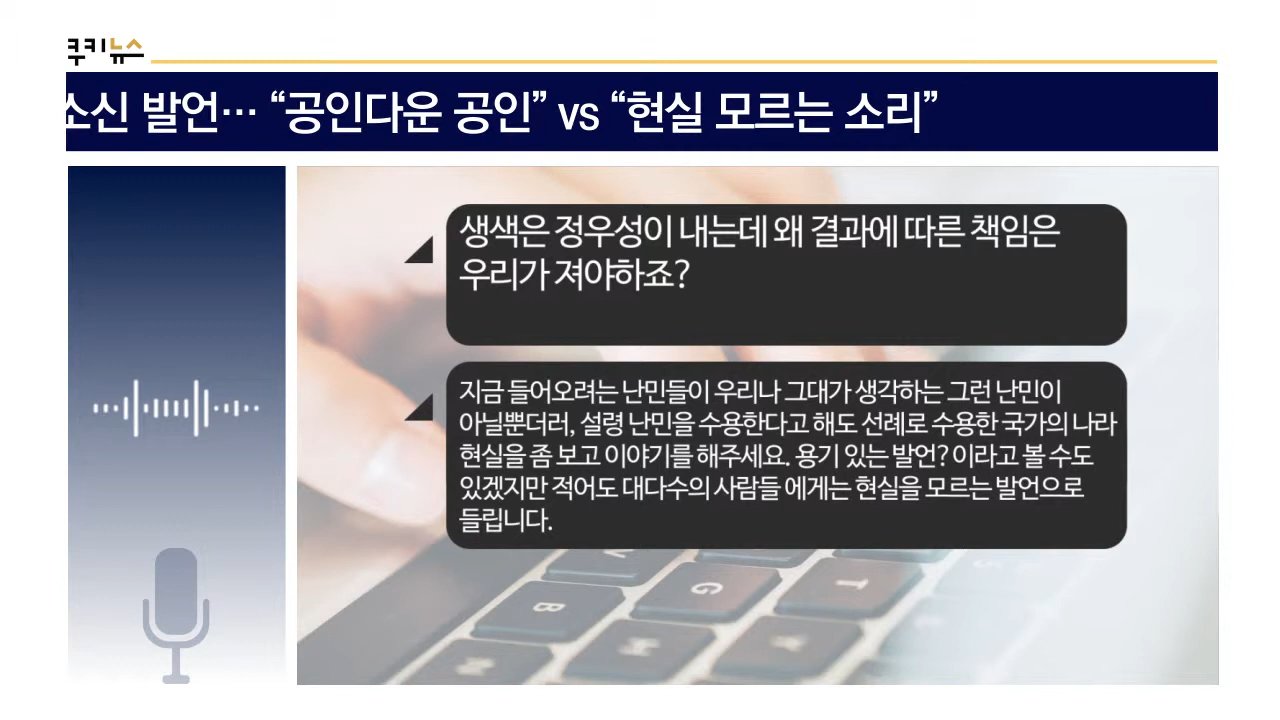 쿠키뉴스
소신 발언… “공인다운 공인” vs “현실 모르는 소리”
생색은 정우성이 내는데 왜 결과에 따른 책임은
우리가 져야하죠?
지금 들어오려는 난민들이 우리나 그대가 생각하는 그런 난민이
아닐뿐더러, 설령 난민을 수용한다고 해도 선례로 수용한 국가의 나라
현실을 좀 보고 이야기를 해주세요. 용기 있는 발언? 이라고 볼 수도
있겠지만 적어도 대다수의 사람들 에게는 현실을 모르는 발언으로
들립니다.
V
G
T
B
N
H